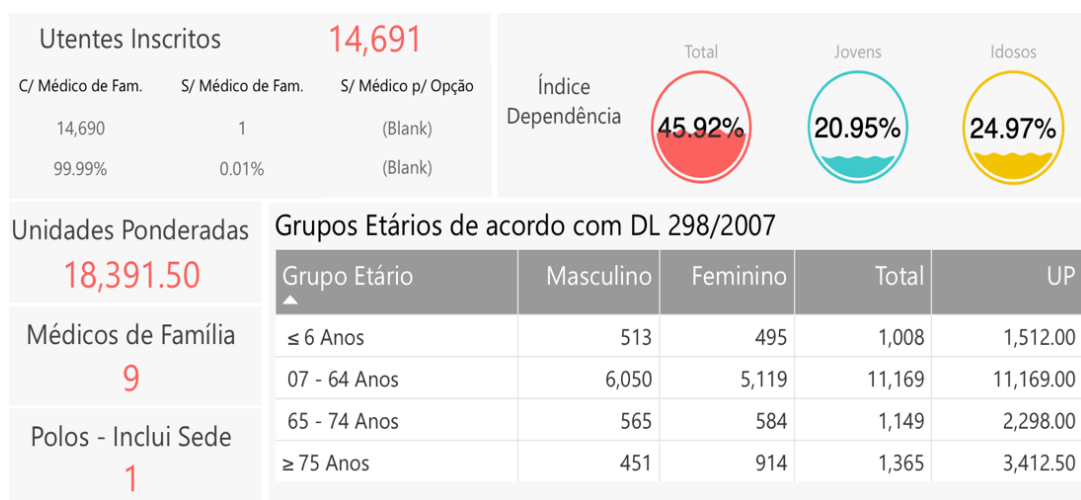 Utentes Inscritos 14,691
C/ Médico de Fam. S/ Médico de Fam. S/ Médico p/ Opção
14,690 1 (Blank)
99.99% 0.01% (Blank)
Índice Dependência
Total Jovens Idosos
45.92% 20.95% 24.97%
Unidades Ponderadas
18,391.50
Médicos de Família
9
Polos - Inclui Sede
1
Grupos Etários de acordo com DL 298/2007
Grupo Etário Masculino Feminino Total UP
≤ 6 Anos 513 495 1,008 1,512.00
07 - 64 Anos 6,050 5,119 11,169 11,169.00
65 - 74 Anos 565 584 1,149 2,298.00
≥ 75 Anos 451 914 1,365 3,412.50